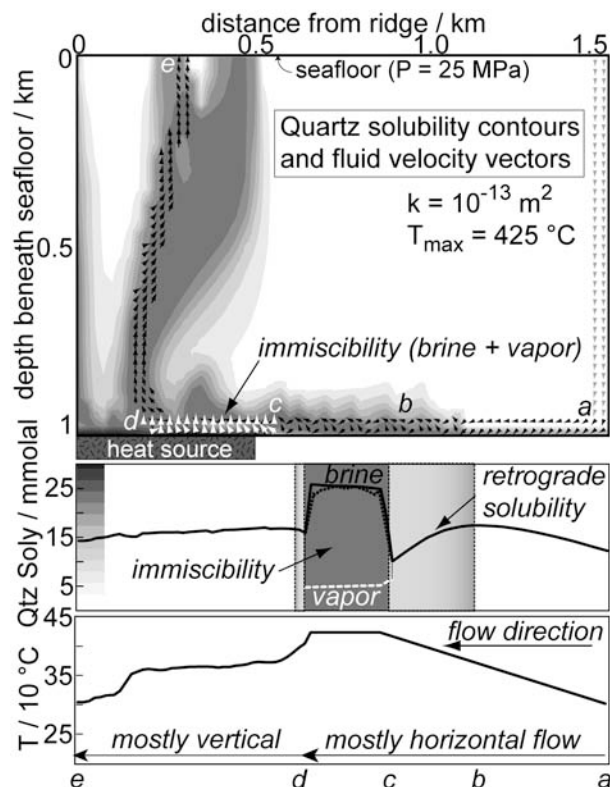 distance from ridge / km
0 0.5 1.0 1.5
0
e
seafloor (P = 25 MPa)
Quartz solubility contours
and fluid velocity vectors
k = 10⁻¹³ m²
T_max = 425 °C
0.5
depth beneath seafloor / km
immiscibility (brine + vapor)
d c b a
1
heat source
Qtz Soly / mmolal
25
15
5
brine
retrograde
solubility
immiscibility
vapor
T / 10 °C
45
35
25
flow direction
mostly vertical
mostly horizontal flow
e d c b a